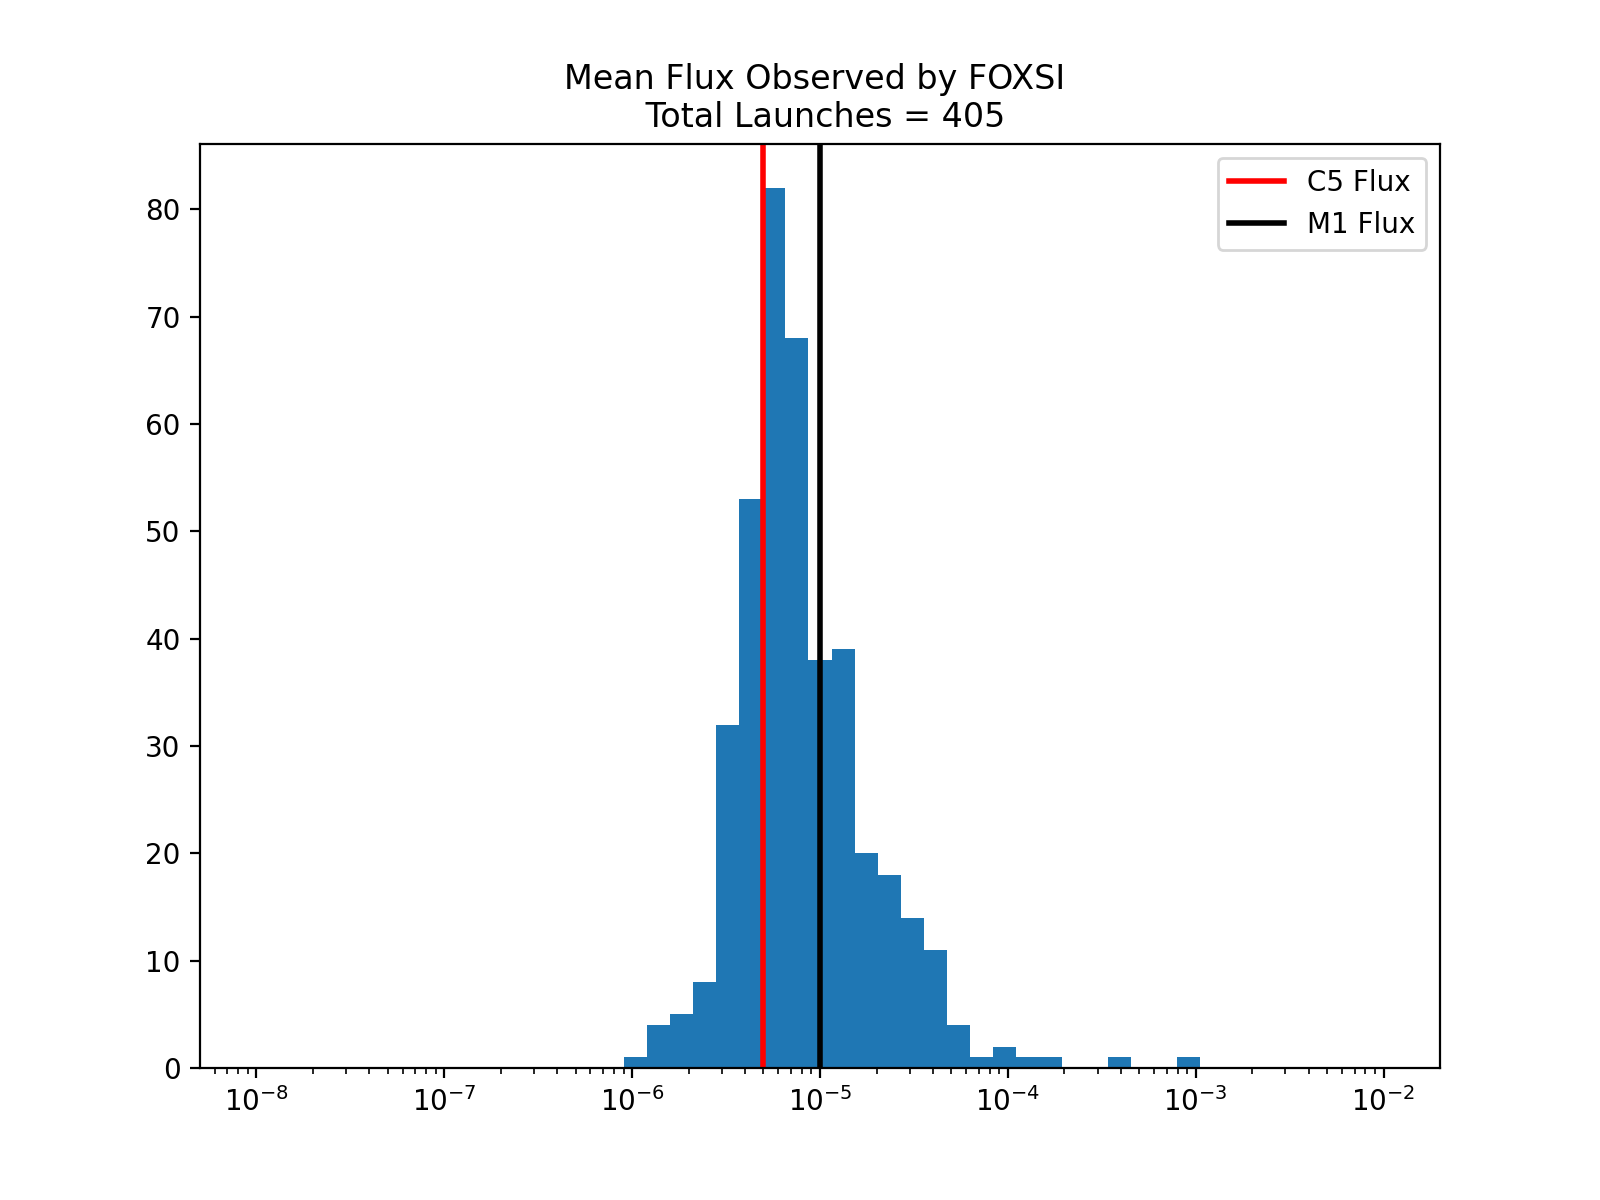 Mean Flux Observed by FOXSI
Total Launches = 405
C5 Flux
M1 Flux
80
70
60
50
40
30
20
10
0
10⁻⁸ 10⁻⁷ 10⁻⁶ 10⁻⁵ 10⁻⁴ 10⁻³ 10⁻²